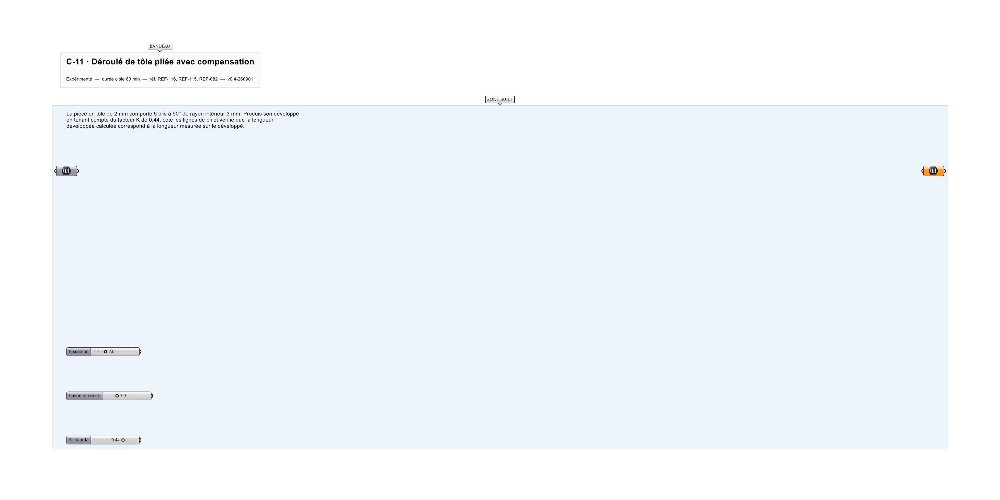 BANDEAU
C-11 · Déroulé de tôle pliée avec compensation
Expérimenté — durée cible 80 min — réf. REF-116, REF-115, REF-082 — v0.4-260901
ZONE_SUJET
La pièce en tôle de 2 mm comporte 5 plis à 90° de rayon intérieur 3 mm. Produis son développé
en tenant compte du facteur K de 0,44, cote les lignes de pli et vérifie que la longueur
développée calculée correspond à la longueur mesurée sur le développé.
0.1
0.1
Epaisseur 2.0
Rayon interieur 3.0
Facteur K 0.44